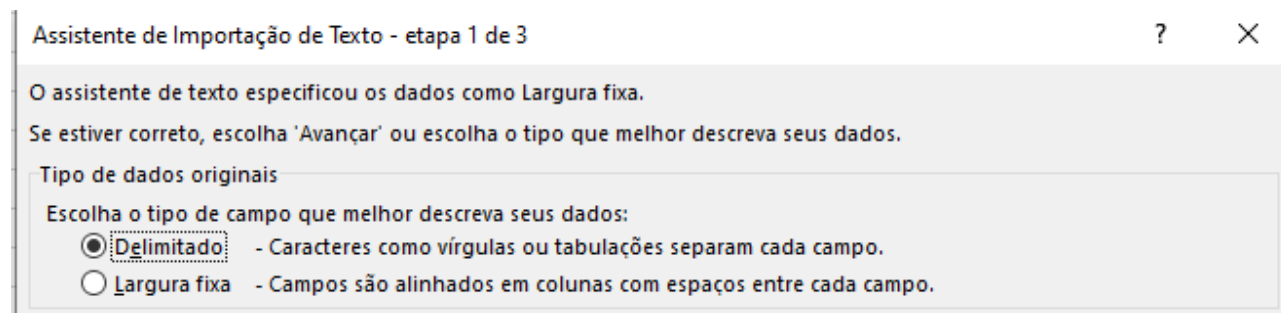 Assistente de Importação de Texto - etapa 1 de 3 ?
O assistente de texto especificou os dados como Largura fixa.
Se estiver correto, escolha 'Avançar' ou escolha o tipo que melhor descreva seus dados.
Tipo de dados originais
Escolha o tipo de campo que melhor descreva seus dados:
Delimitado - Caracteres como vírgulas ou tabulações separam cada campo.
Largura fixa - Campos são alinhados em colunas com espaços entre cada campo.